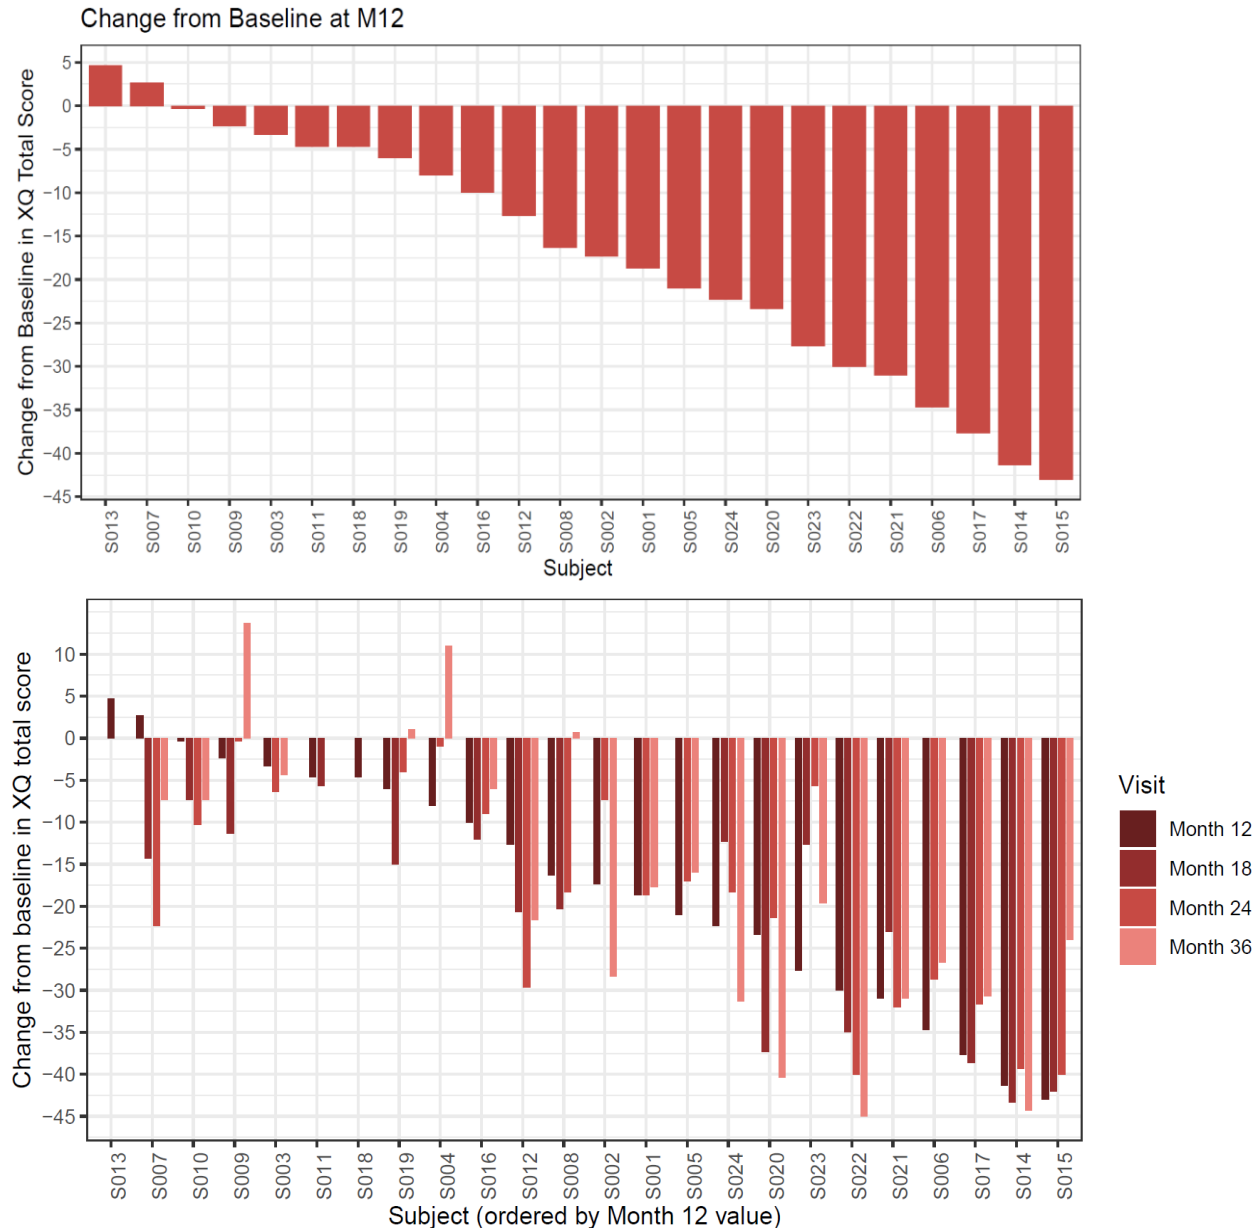 Change from Baseline at M12
Change from Baseline in XQ Total Score
5
0
−5
−10
−15
−20
−25
−30
−35
−40
−45
S013 S007 S010 S009 S003 S011 S018 S019 S004 S016 S012 S008 S002 S001 S005 S024 S020 S023 S022 S021 S006 S017 S014 S015
Subject
Change from baseline in XQ total score
10
5
0
−5
−10
−15
−20
−25
−30
−35
−40
−45
S013 S007 S010 S009 S003 S011 S018 S019 S004 S016 S012 S008 S002 S001 S005 S024 S020 S023 S022 S021 S006 S017 S014 S015
Subject (ordered by Month 12 value)
Visit
Month 12
Month 18
Month 24
Month 36